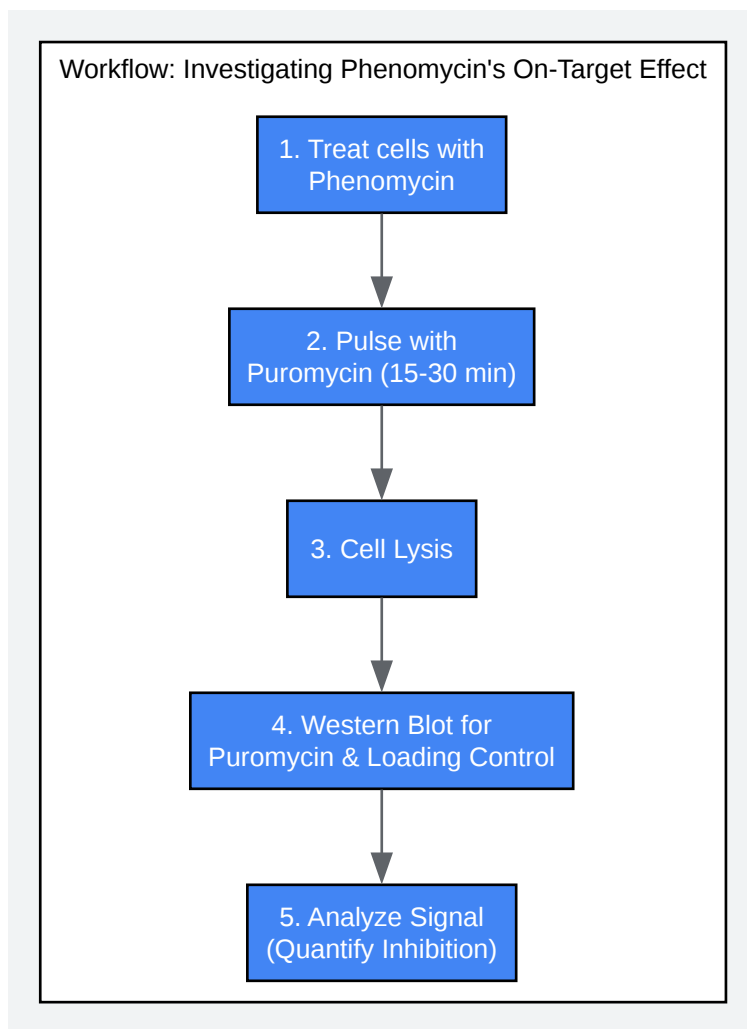 Workflow: Investigating Phenomycin's On-Target Effect
1. Treat cells with
Phenomycin
2. Pulse with
Puromycin (15-30 min)
3. Cell Lysis
4. Western Blot for
Puromycin & Loading Control
5. Analyze Signal
(Quantify Inhibition)